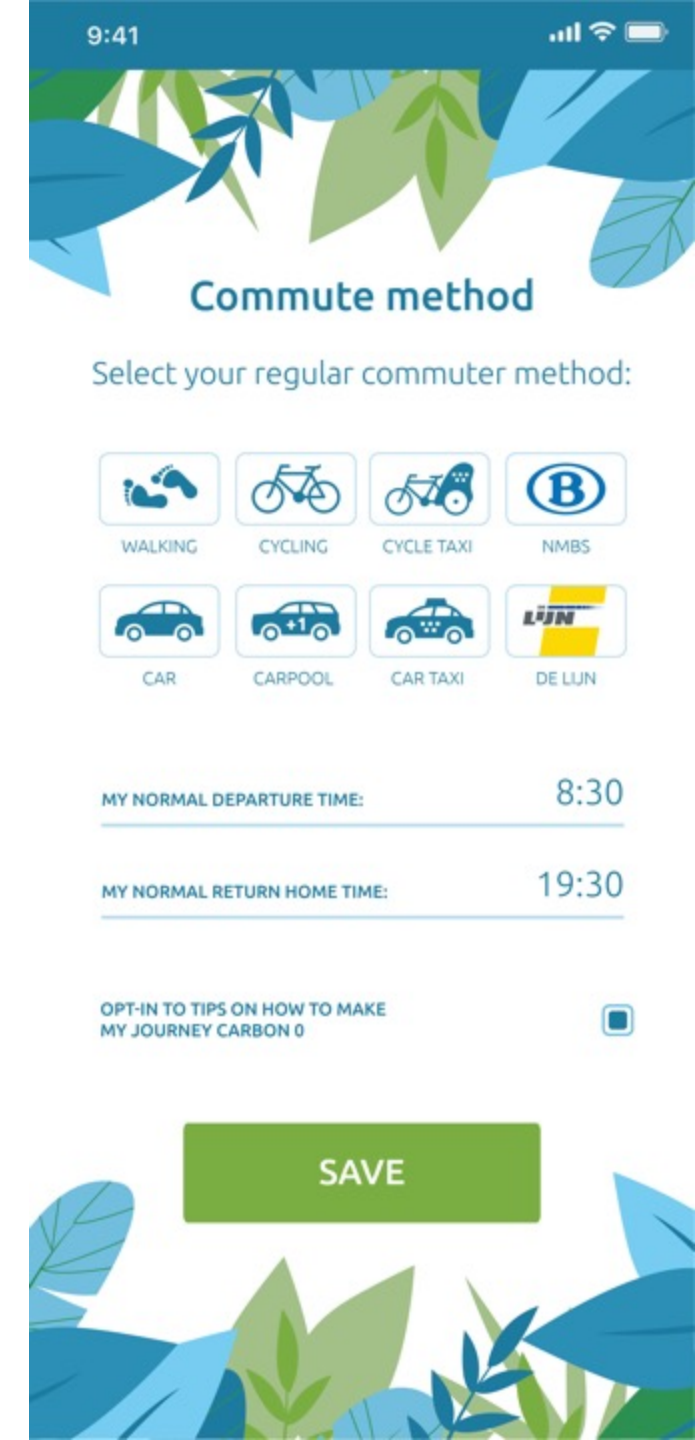 9:41
Commute method
Select your regular commuter method:
B
WALKING CYCLING CYCLE TAXI NMBS
+1 LIJN
CAR CARPOOL CAR TAXI DE LIJN
MY NORMAL DEPARTURE TIME: 8:30
MY NORMAL RETURN HOME TIME: 19:30
OPT-IN TO TIPS ON HOW TO MAKE
MY JOURNEY CARBON 0
SAVE